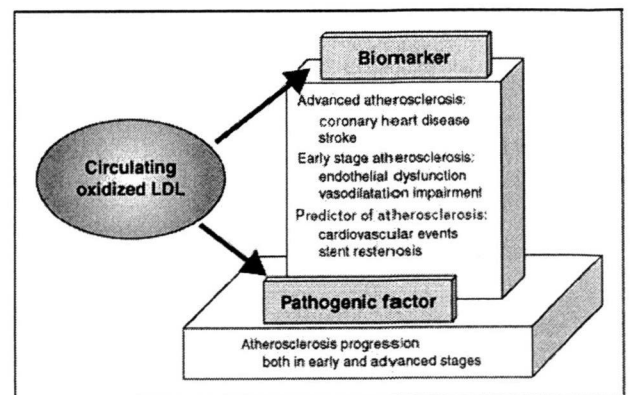 Biomarker
Advanced atherosclerosis:
coronary heart disease
stroke
Early stage atherosclerosis:
endothelial dysfunction
vasodilatation impairment
Predictor of atherosclerosis:
cardiovascular events
stent restenosis
Circulating
oxidized LDL
Pathogenic factor
Atherosclerosis progression
both in early and advanced stages